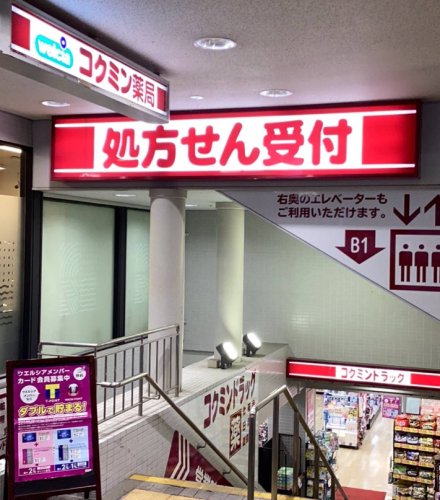 welcia コクミン薬局
処方せん受付
右奥のエレベーターも
ご利用いただけます。
B1
コクミンドラッグ
コクミンドラッグ
薬
ウエルシアメンバー
カード会員募集中
T
T-POINT
ダブルで貯まる!